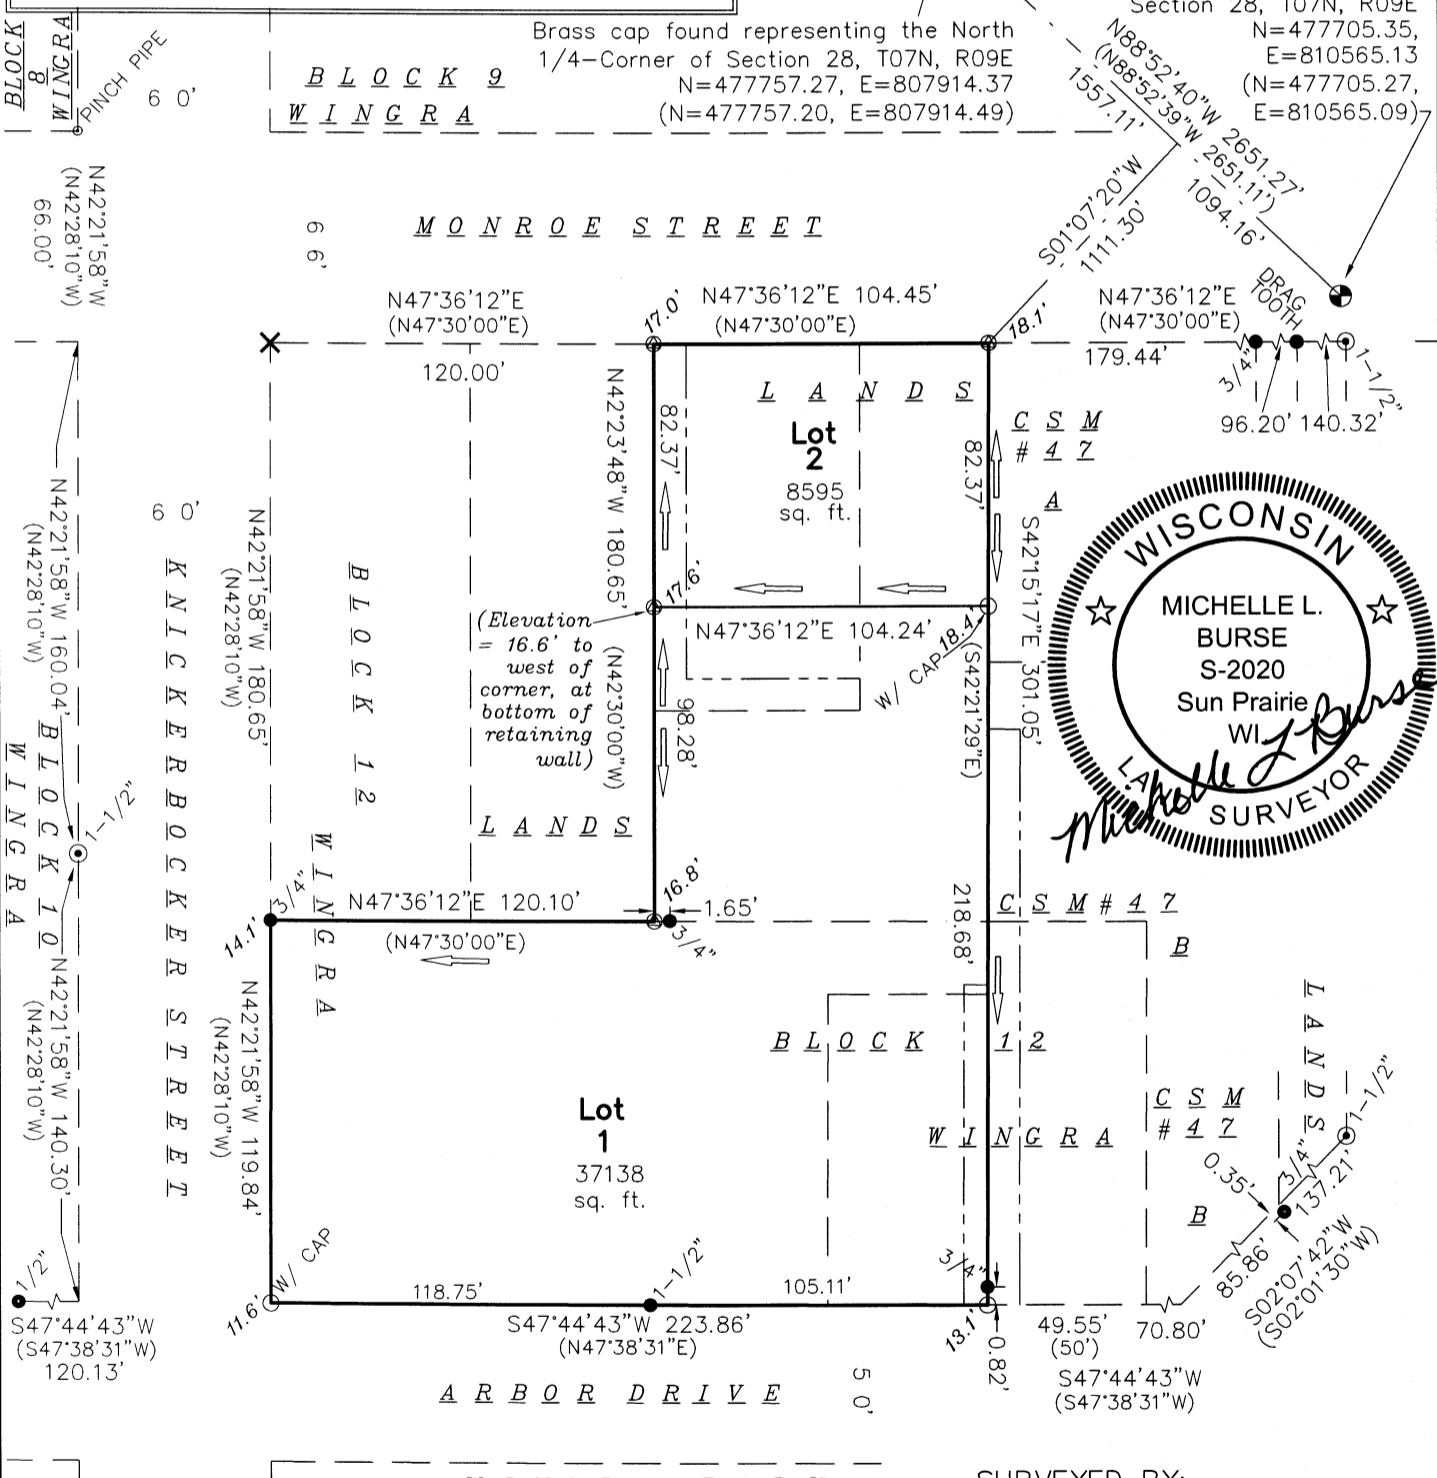 BLOCK
8
WINGRA
PINCH PIPE
6 0'
BLOCK 9
WINGRA
Brass cap found representing the North
1/4-Corner of Section 28, T07N, R09E
N=477757.27, E=807914.37
(N=477757.20, E=807914.49)
Section 28, T07N, R09E
N=477705.35,
E=810565.13
(N=477705.27,
E=810565.09)
N88°52'40"W 2651.27'
(N88°52'39"W 2651.11')
1557.11'
1094.16'
S01°07'20"W
1111.30'
N42°21'58"W
(N42°28'10"W)
66.00'
6 6'
MONROE STREET
N47°36'12"E
(N47°30'00"E)
120.00'
17.0'
N47°36'12"E 104.45'
(N47°30'00"E)
18.1'
N47°36'12"E
(N47°30'00"E)
179.44'
DRAG
TOOTH
3/4"
1-1/2"
96.20'
140.32'
LANDS
Lot
2
8595
sq. ft.
82.37'
82.37'
CSM
#47
A
N42°23'48"W 180.65'
(N42°30'00"W)
17.6'
N47°36'12"E 104.24'
18.4'
W/ CAP
(Elevation
= 16.6' to
west of
corner, at
bottom of
retaining
wall)
98.28'
S42°15'17"E 301.05'
(S42°21'29"E)
WISCONSIN
MICHELLE L.
BURSE
S-2020
Sun Prairie
WI
LAND SURVEYOR
Michelle L Burse
6 0'
KNICKERBOCKER STREET
N42°21'58"W 180.65'
(N42°28'10"W)
BLOCK 12
WINGRA
LANDS
N42°21'58"W 160.04'
(N42°28'10"W)
BLOCK 10
WINGRA
1-1/2"
N42°21'58"W 140.30'
(N42°28'10"W)
3/4"
14.1'
N47°36'12"E 120.10'
(N47°30'00"E)
16.8'
1.65'
3/4"
218.68'
CSM#47
B
N42°21'58"W 119.84'
(N42°28'10"W)
BLOCK 12
WINGRA
Lot
1
37138
sq. ft.
CSM
#47
B
LANDS
1-1/2"
3/4"
0.35'
137.21'
85.86'
S02°07'42"W
(S02°01'30"W)
1/2"
S47°44'43"W
(S47°38'31"W)
120.13'
W/ CAP
11.6'
118.75'
1-1/2"
105.11'
3/4"
13.1'
0.82'
S47°44'43"W 223.86'
(N47°38'31"E)
49.55'
(50')
70.80'
S47°44'43"W
(S47°38'31"W)
ARBOR DRIVE
5 0'
SURVEYED BY: